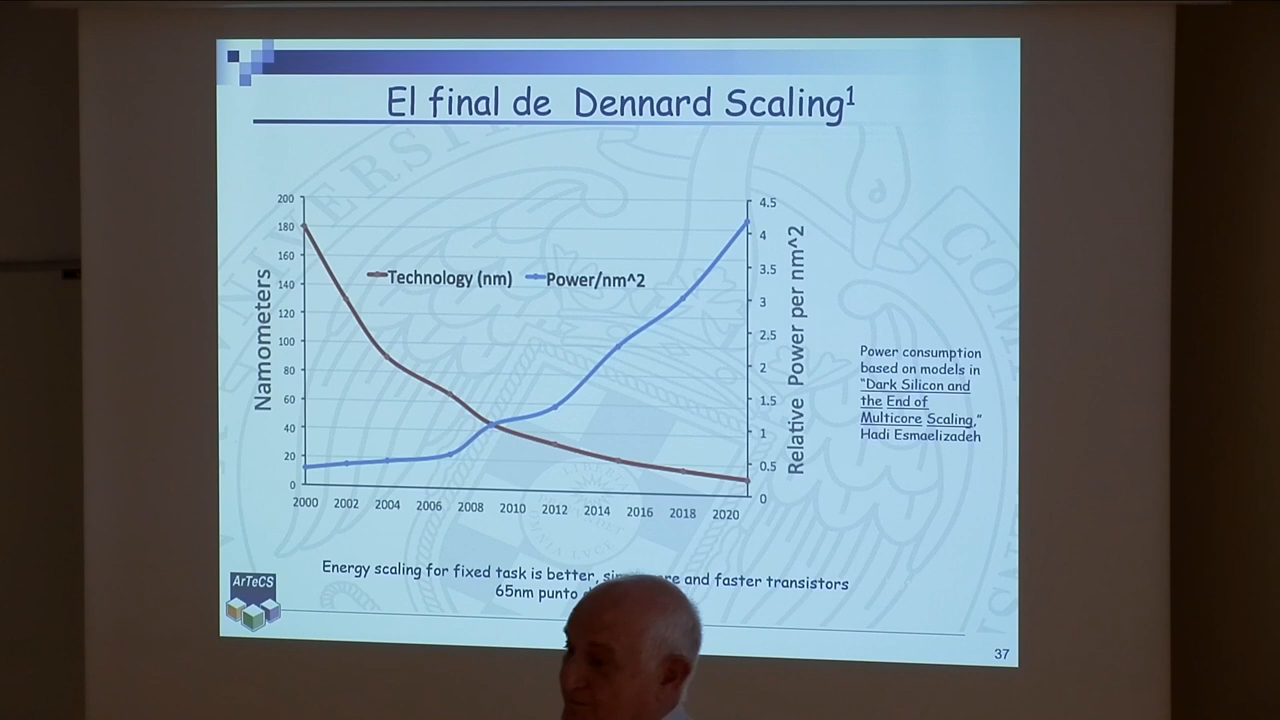 El final de Dennard Scaling1
200
180
160
140
120
100
80
60
40
20
0
Namometers
Technology (nm)
Power/nm^2
4.5
4
3.5
3
2.5
2
1.5
1
0.5
0
Relative Power per nm^2
2000 2002 2004 2006 2008 2010 2012 2014 2016 2018 2020
Power consumption
based on models in
“Dark Silicon and
the End of
Multicore Scaling,”
Hadi Esmaelizadeh
Energy scaling for fixed task is better, and faster transistors
65nm punto
ArTeCS
37